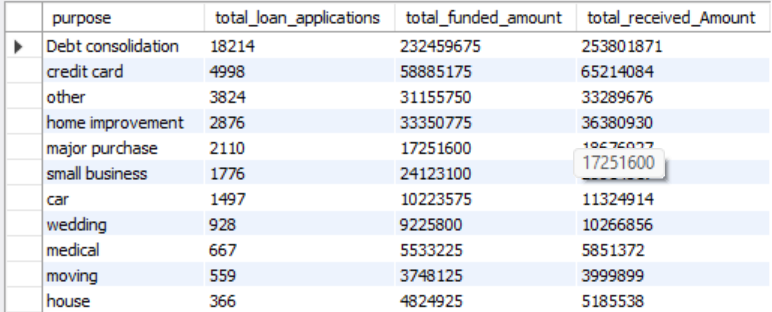 purpose total_loan_applications total_funded_amount total_received_Amount
Debt consolidation 18214 232459675 253801871
credit card 4998 58885175 65214084
other 3824 31155750 33289676
home improvement 2876 33350775 36380930
major purchase 2110 17251600 18676927
17251600
small business 1776 24123100
car 1497 10223575 11324914
wedding 928 9225800 10266856
medical 667 5533225 5851372
moving 559 3748125 3999899
house 366 4824925 5185538